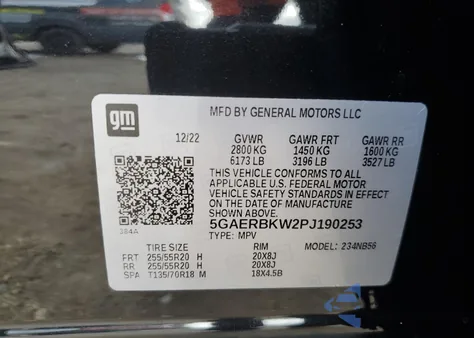 MFD BY GENERAL MOTORS LLC
gm
12/22 GVWR GAWR FRT GAWR RR
2800 KG 1450 KG 1600 KG
6173 LB 3196 LB 3527 LB
THIS VEHICLE CONFORMS TO ALL
APPLICABLE U.S. FEDERAL MOTOR
VEHICLE SAFETY STANDARDS IN EFFECT
ON THE DATE OF MANUFACTURE
SHOWN ABOVE.
5GAERBKW2PJ190253
TYPE: MPV MODEL: 234NB56
384A
TIRE SIZE RIM
FRT 255/55R20 H 20X8J
RR 255/55R20 H 20X8J
SPA T135/70R18 M 18X4.5B